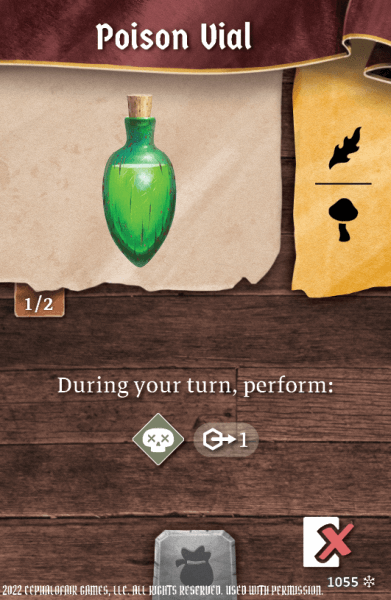 Poison Vial
1/2
During your turn, perform:
1
1055
2022 CEPHALOFAIR GAMES, LLC. ALL RIGHTS RESERVED. USED WITH PERMISSION.